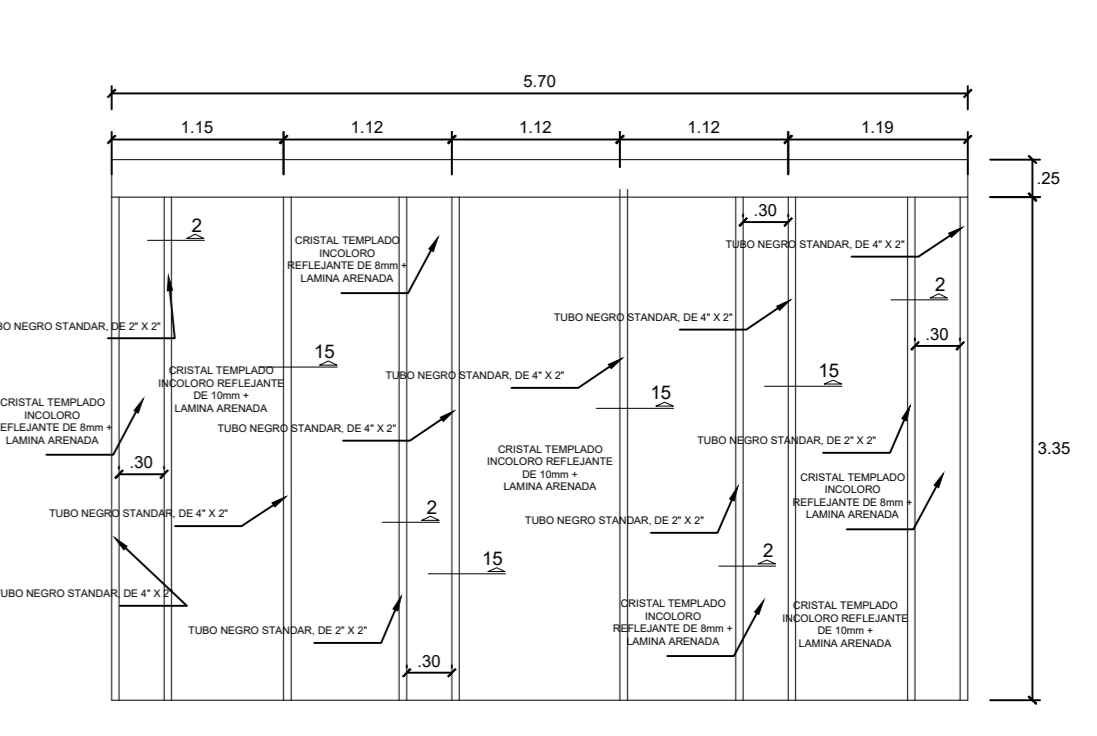 5.70
1.15
1.12
1.12
1.12
1.19
.25
.30
2
CRISTAL TEMPLADO
INCOLORO
REFLEJANTE DE 8mm +
LAMINA ARENADA
TUBO NEGRO STANDAR, DE 4" X 2"
2
BO NEGRO STANDAR, DE 2" X 2"
TUBO NEGRO STANDAR, DE 4" X 2"
.30
15
CRISTAL TEMPLADO
INCOLORO REFLEJANTE
DE 10mm +
LAMINA ARENADA
TUBO NEGRO STANDAR, DE 4" X 2"
15
15
CRISTAL TEMPLADO
INCOLORO
EFLEJANTE DE 8mm +
LAMINA ARENADA
TUBO NEGRO STANDAR, DE 4" X 2"
TUBO NEGRO STANDAR, DE 2" X 2"
3.35
.30
CRISTAL TEMPLADO
INCOLORO REFLEJANTE
DE 10mm +
LAMINA ARENADA
CRISTAL TEMPLADO
INCOLORO
REFLEJANTE DE 8mm +
LAMINA ARENADA
TUBO NEGRO STANDAR, DE 4" X 2"
2
TUBO NEGRO STANDAR, DE 2" X 2"
15
2
UBO NEGRO STANDAR, DE 4" X 2"
CRISTAL TEMPLADO
INCOLORO
REFLEJANTE DE 8mm +
LAMINA ARENADA
CRISTAL TEMPLADO
INCOLORO REFLEJANTE
DE 10mm +
LAMINA ARENADA
TUBO NEGRO STANDAR, DE 2" X 2"
.30